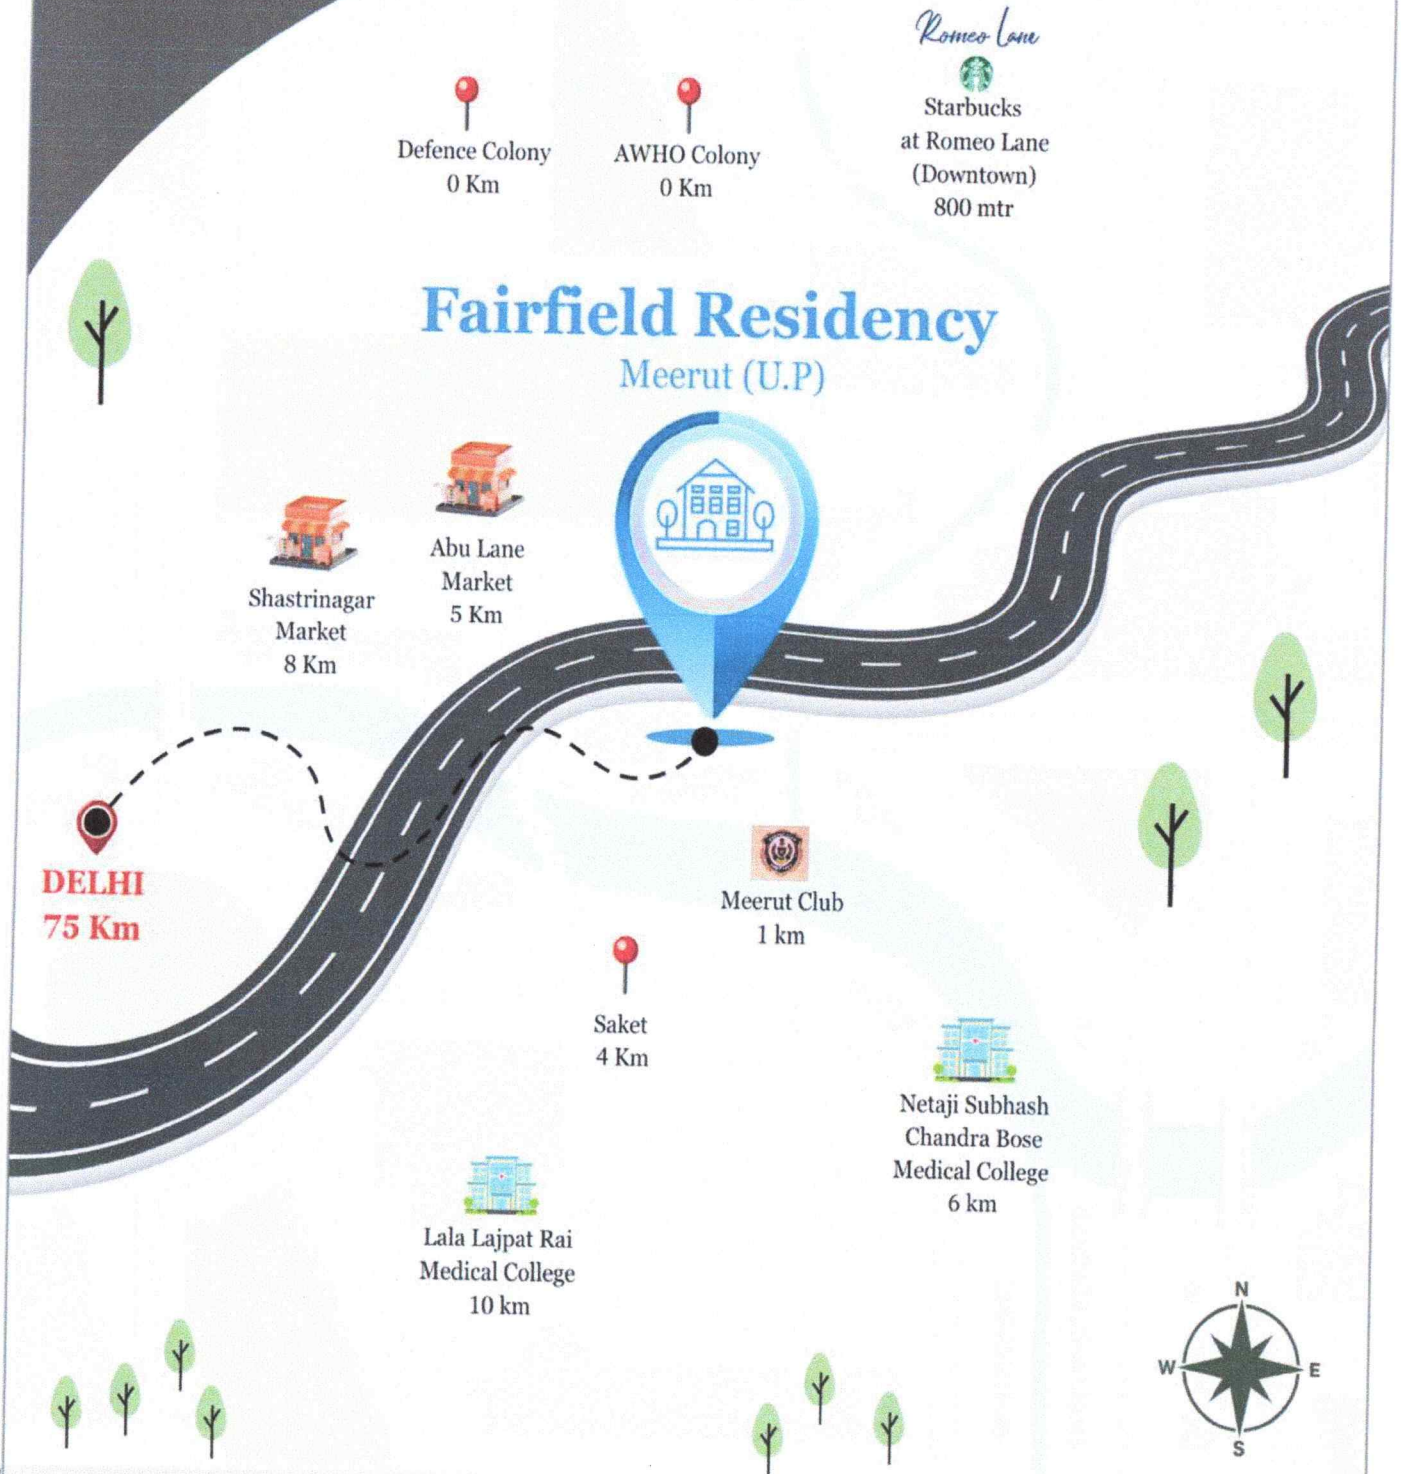 Romeo Lane
Starbucks
at Romeo Lane
(Downtown)
800 mtr
Defence Colony
0 Km
AWHO Colony
0 Km
Fairfield Residency
Meerut (U.P)
Abu Lane
Market
5 Km
Shastrinagar
Market
8 Km
DELHI
75 Km
Meerut Club
1 km
Saket
4 Km
Netaji Subhash
Chandra Bose
Medical College
6 km
Lala Lajpat Rai
Medical College
10 km
N
W
E
S